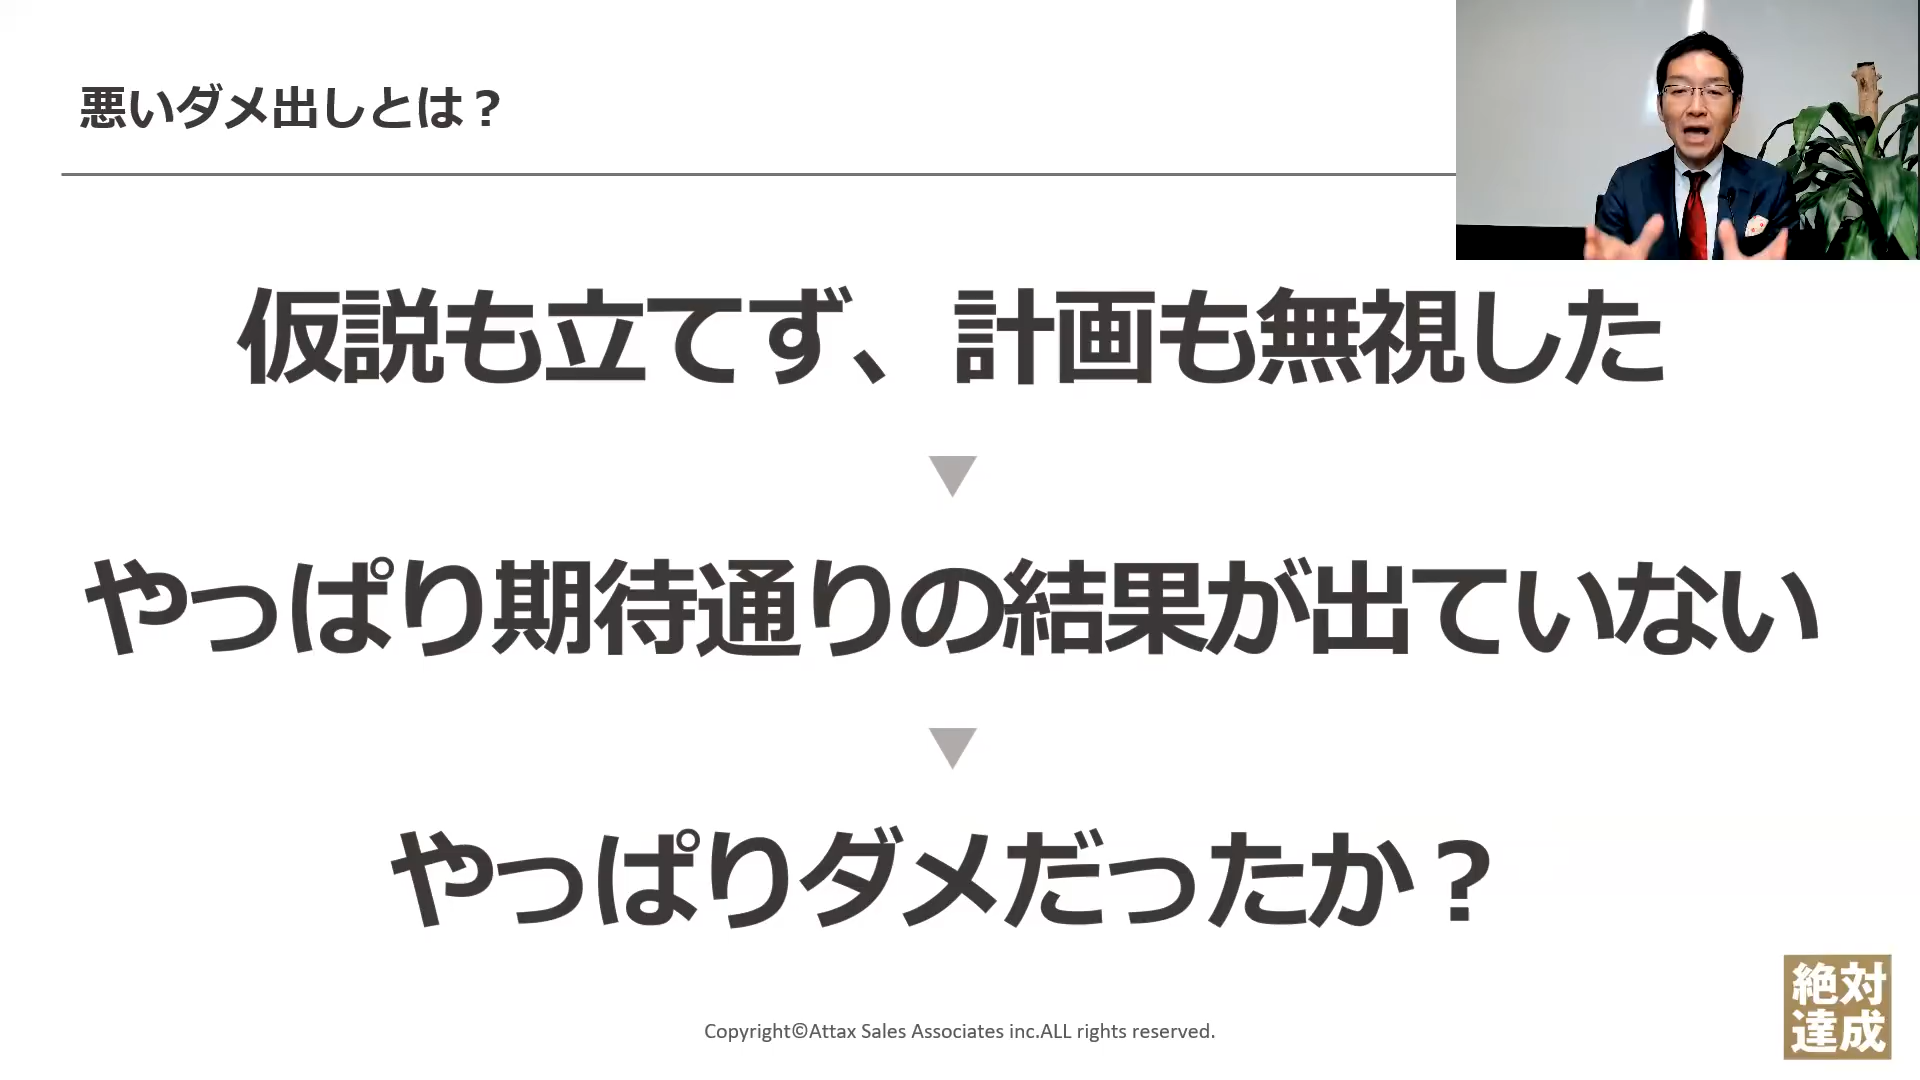 悪いダメ出しとは？
仮説も立てず、計画も無視した
▼
やっぱり期待通りの結果が出ていない
▼
やっぱりダメだったか？
Copyright©Attax Sales Associates inc.ALL rights reserved.
絶対
達成